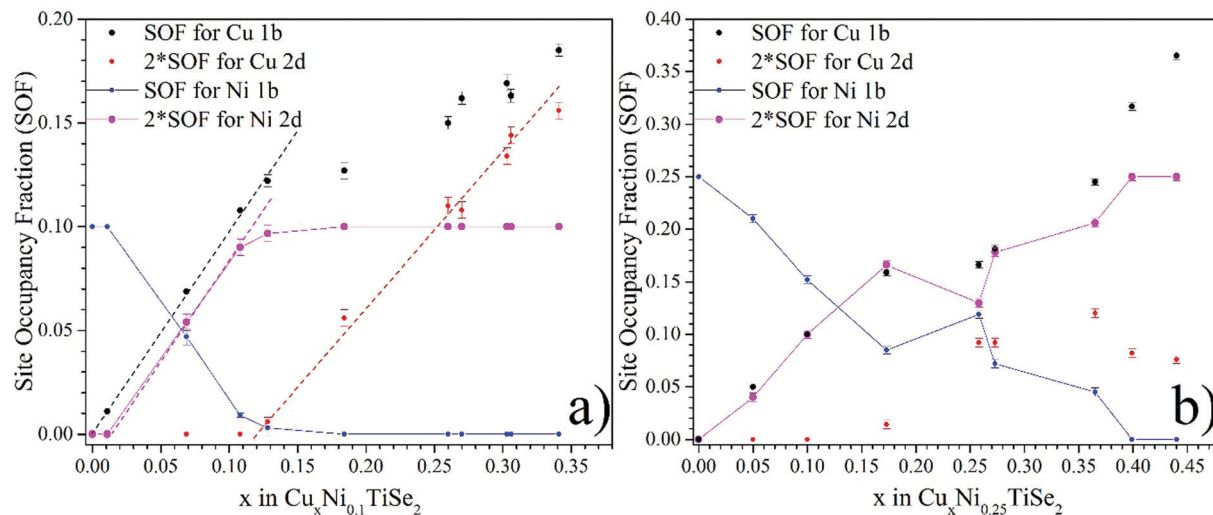 0.20
0.15
0.10
0.05
0.00
Site Occupancy Fraction (SOF)
SOF for Cu 1b
2*SOF for Cu 2d
SOF for Ni 1b
2*SOF for Ni 2d
a)
0.00 0.05 0.10 0.15 0.20 0.25 0.30 0.35
x in CuxNi0.1TiSe2
0.40
0.35
0.30
0.25
0.20
0.15
0.10
0.05
0.00
Site Occupancy Fraction (SOF)
SOF for Cu 1b
2*SOF for Cu 2d
SOF for Ni 1b
2*SOF for Ni 2d
b)
0.00 0.05 0.10 0.15 0.20 0.25 0.30 0.35 0.40 0.45
x in CuxNi0.25TiSe2